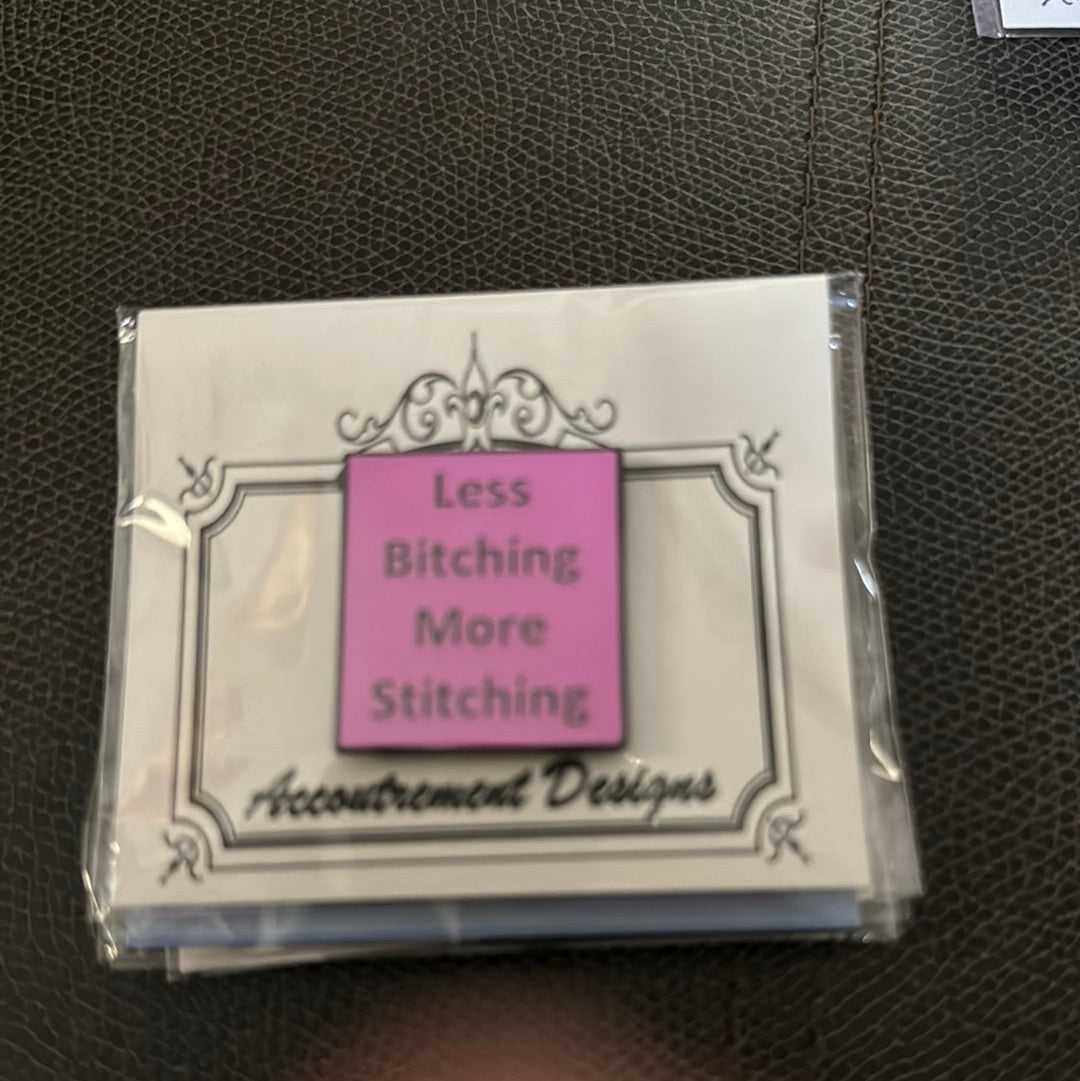 Less
Bitching
More
Stitching
Accoutrement Designs